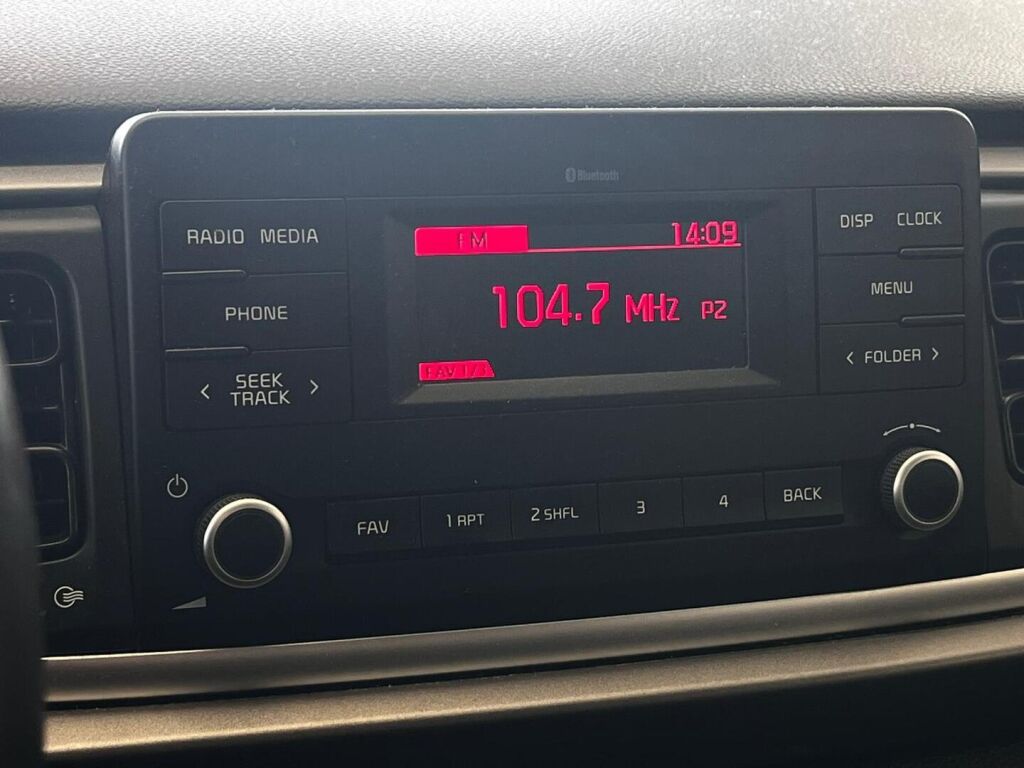 Bluetooth
RADIO MEDIA
PHONE
< SEEK TRACK >
FM 14:09
104.7 MHz P2
FAV 1/3
DISP CLOCK
MENU
< FOLDER >
FAV 1 RPT 2 SHFL 3 4 BACK